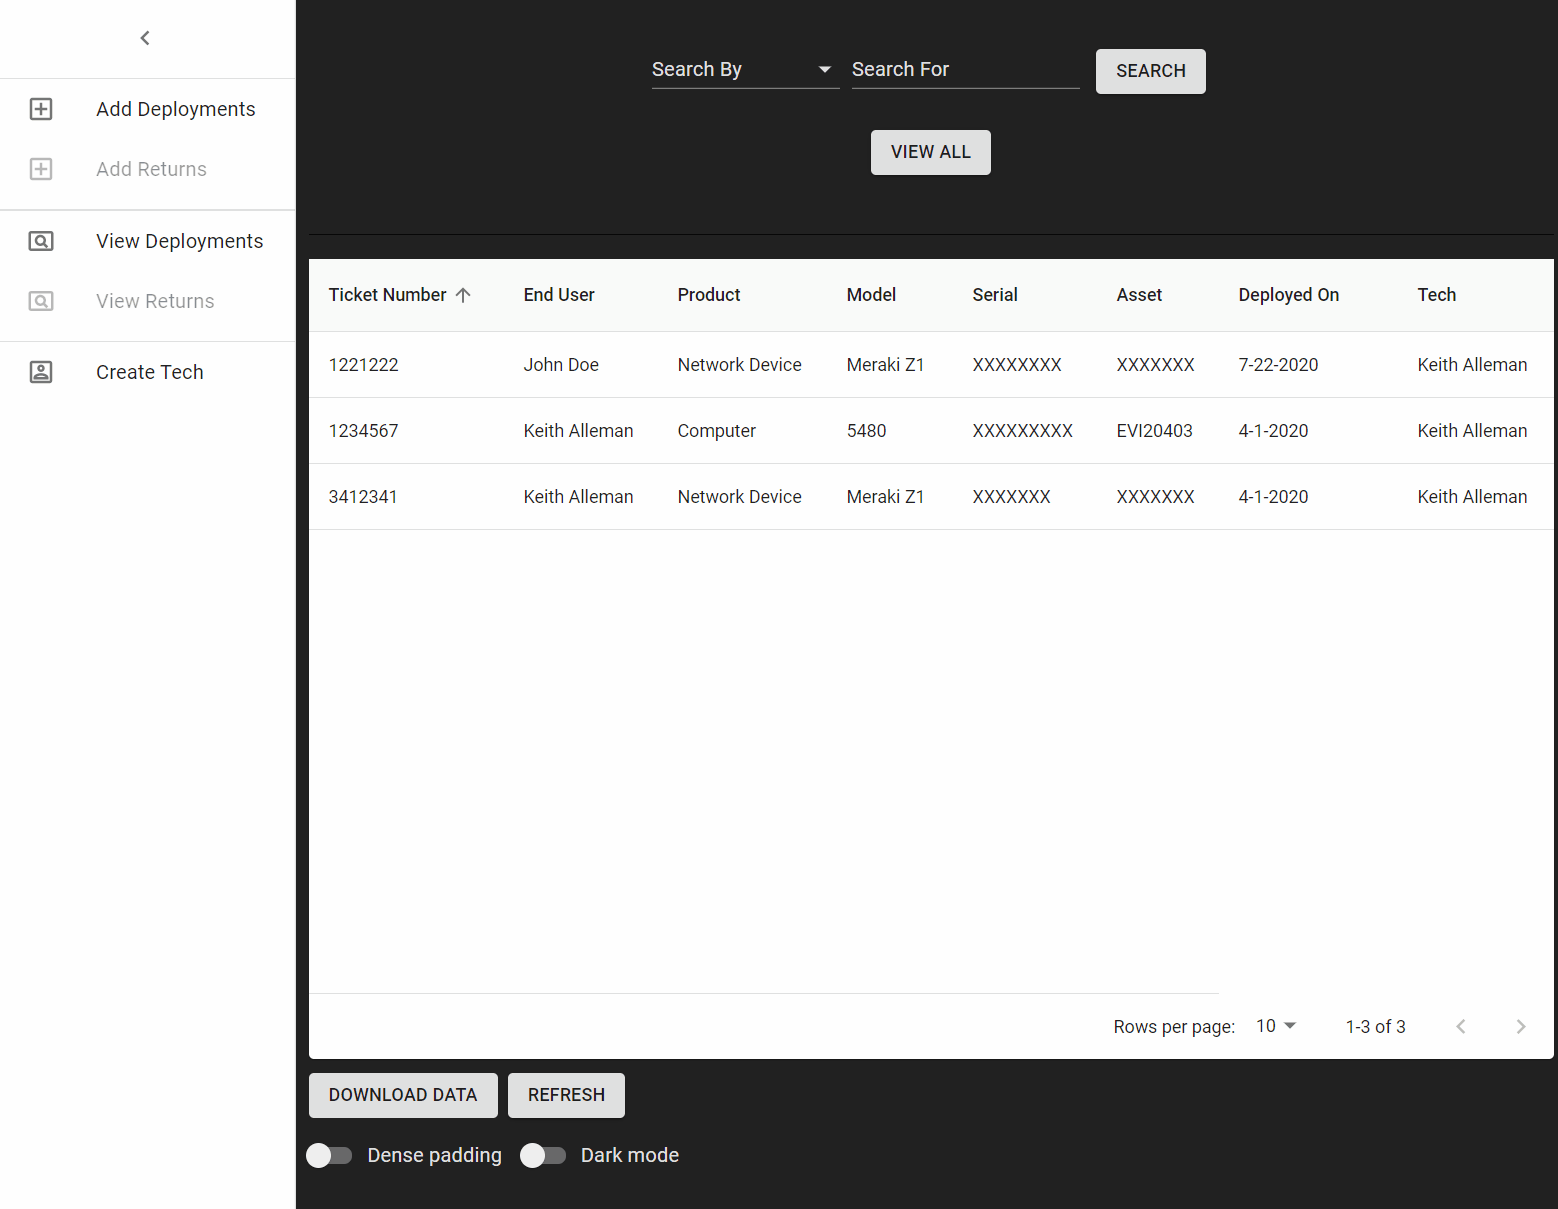 Add Deployments
Add Returns
View Deployments
View Returns
Create Tech
Search By Search For SEARCH
VIEW ALL
Ticket Number End User Product Model Serial Asset Deployed On Tech
1221222 John Doe Network Device Meraki Z1 XXXXXXXX XXXXXXX 7-22-2020 Keith Alleman
1234567 Keith Alleman Computer 5480 XXXXXXXXX EVI20403 4-1-2020 Keith Alleman
3412341 Keith Alleman Network Device Meraki Z1 XXXXXXX XXXXXXX 4-1-2020 Keith Alleman
Rows per page: 10 1-3 of 3
DOWNLOAD DATA REFRESH
Dense padding Dark mode